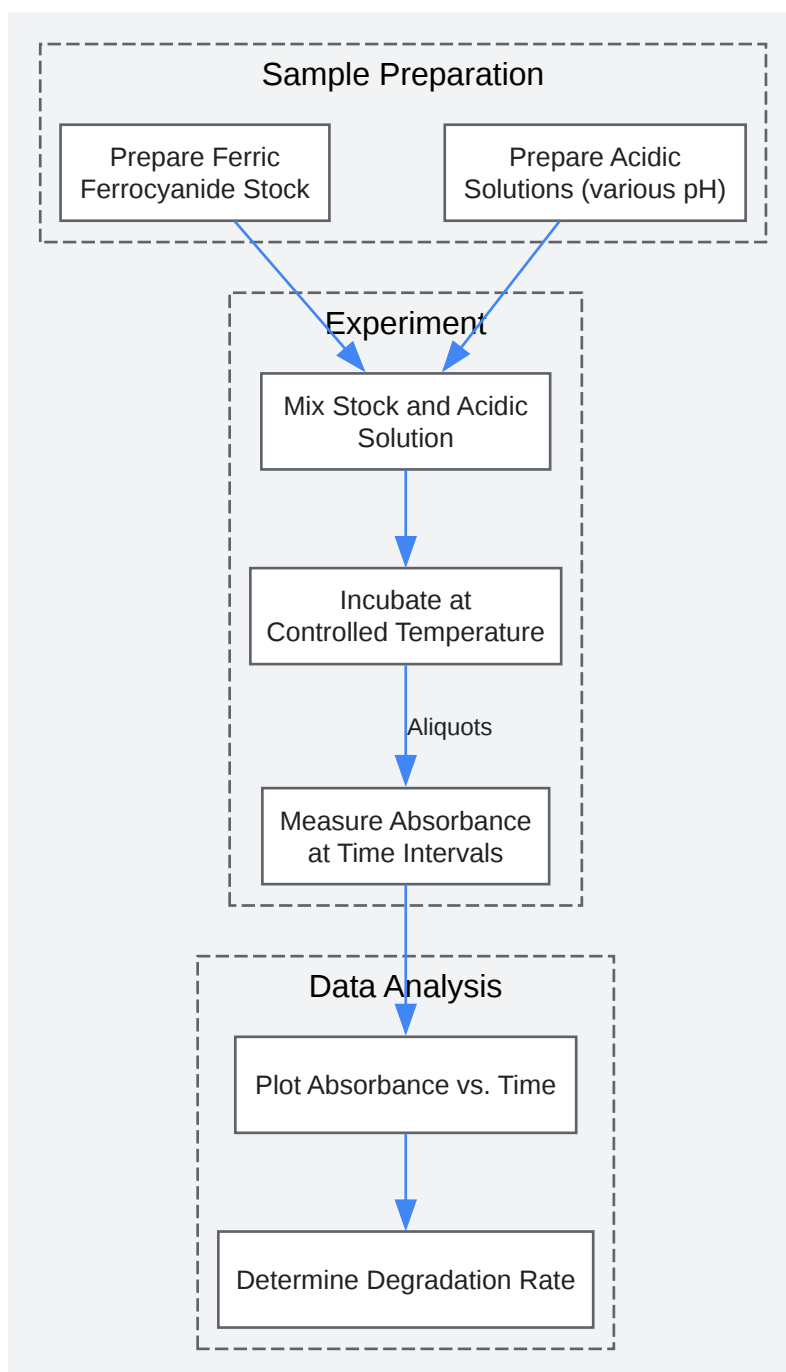 Sample Preparation
Prepare Ferric
Ferrocyanide Stock
Prepare Acidic
Solutions (various pH)
Experiment
Mix Stock and Acidic
Solution
Incubate at
Controlled Temperature
Aliquots
Measure Absorbance
at Time Intervals
Data Analysis
Plot Absorbance vs. Time
Determine Degradation Rate